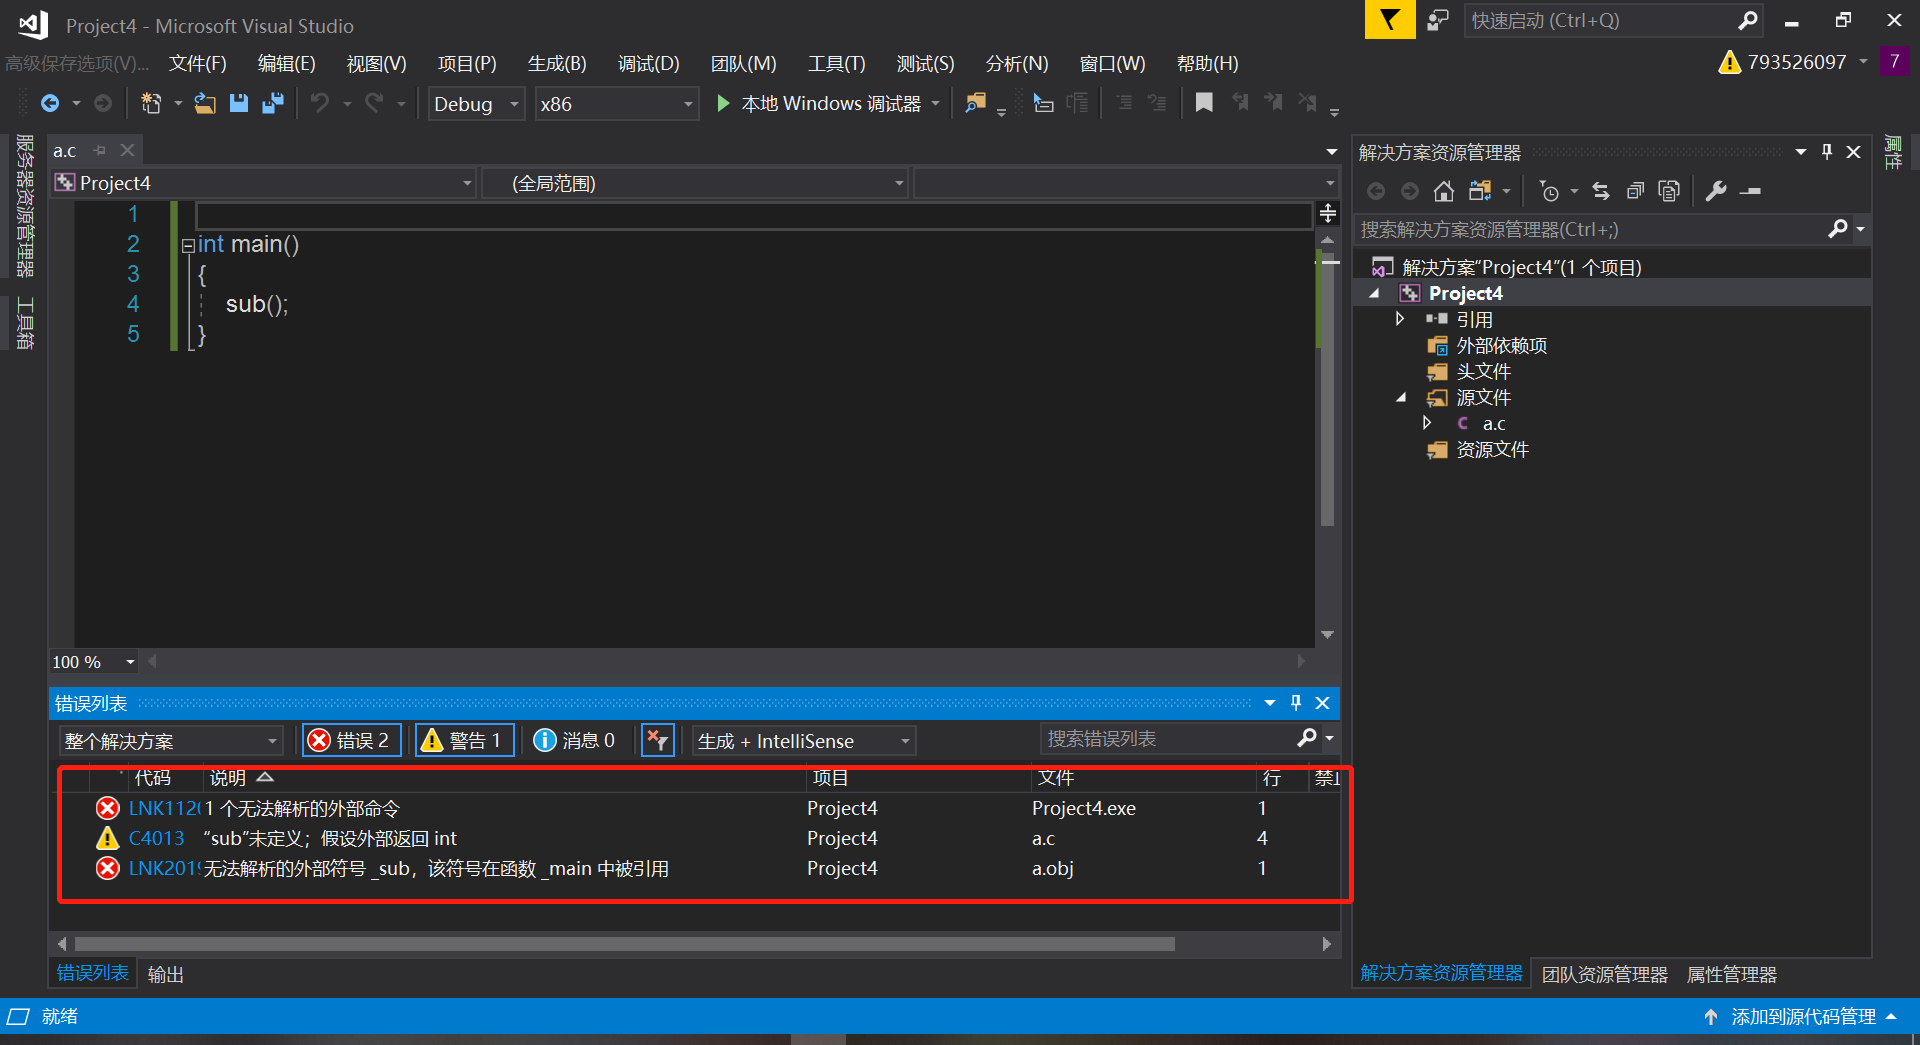 Project4 - Microsoft Visual Studio
快速启动 (Ctrl+Q)
高级保存选项(V)... 文件(F) 编辑(E) 视图(V) 项目(P) 生成(B) 调试(D) 团队(M) 工具(T) 测试(S) 分析(N) 窗口(W) 帮助(H)
793526097
7
Debug
x86
本地 Windows 调试器
服务器资源管理器
工具箱
a.c
Project4
(全局范围)
1
2 int main()
3 {
4 sub();
5 }
100 %
错误列表
整个解决方案
错误 2
警告 1
消息 0
生成 + IntelliSense
搜索错误列表
代码 说明 项目 文件 行
LNK112 1 个无法解析的外部命令 Project4 Project4.exe 1
C4013 “sub”未定义；假设外部返回 int Project4 a.c 4
LNK201 无法解析的外部符号 _sub，该符号在函数 _main 中被引用 Project4 a.obj 1
错误列表 输出
解决方案资源管理器
搜索解决方案资源管理器(Ctrl+;)
解决方案“Project4”(1 个项目)
Project4
引用
外部依赖项
头文件
源文件
C a.c
资源文件
解决方案资源管理器 团队资源管理器 属性管理器
属性
就绪
添加到源代码管理